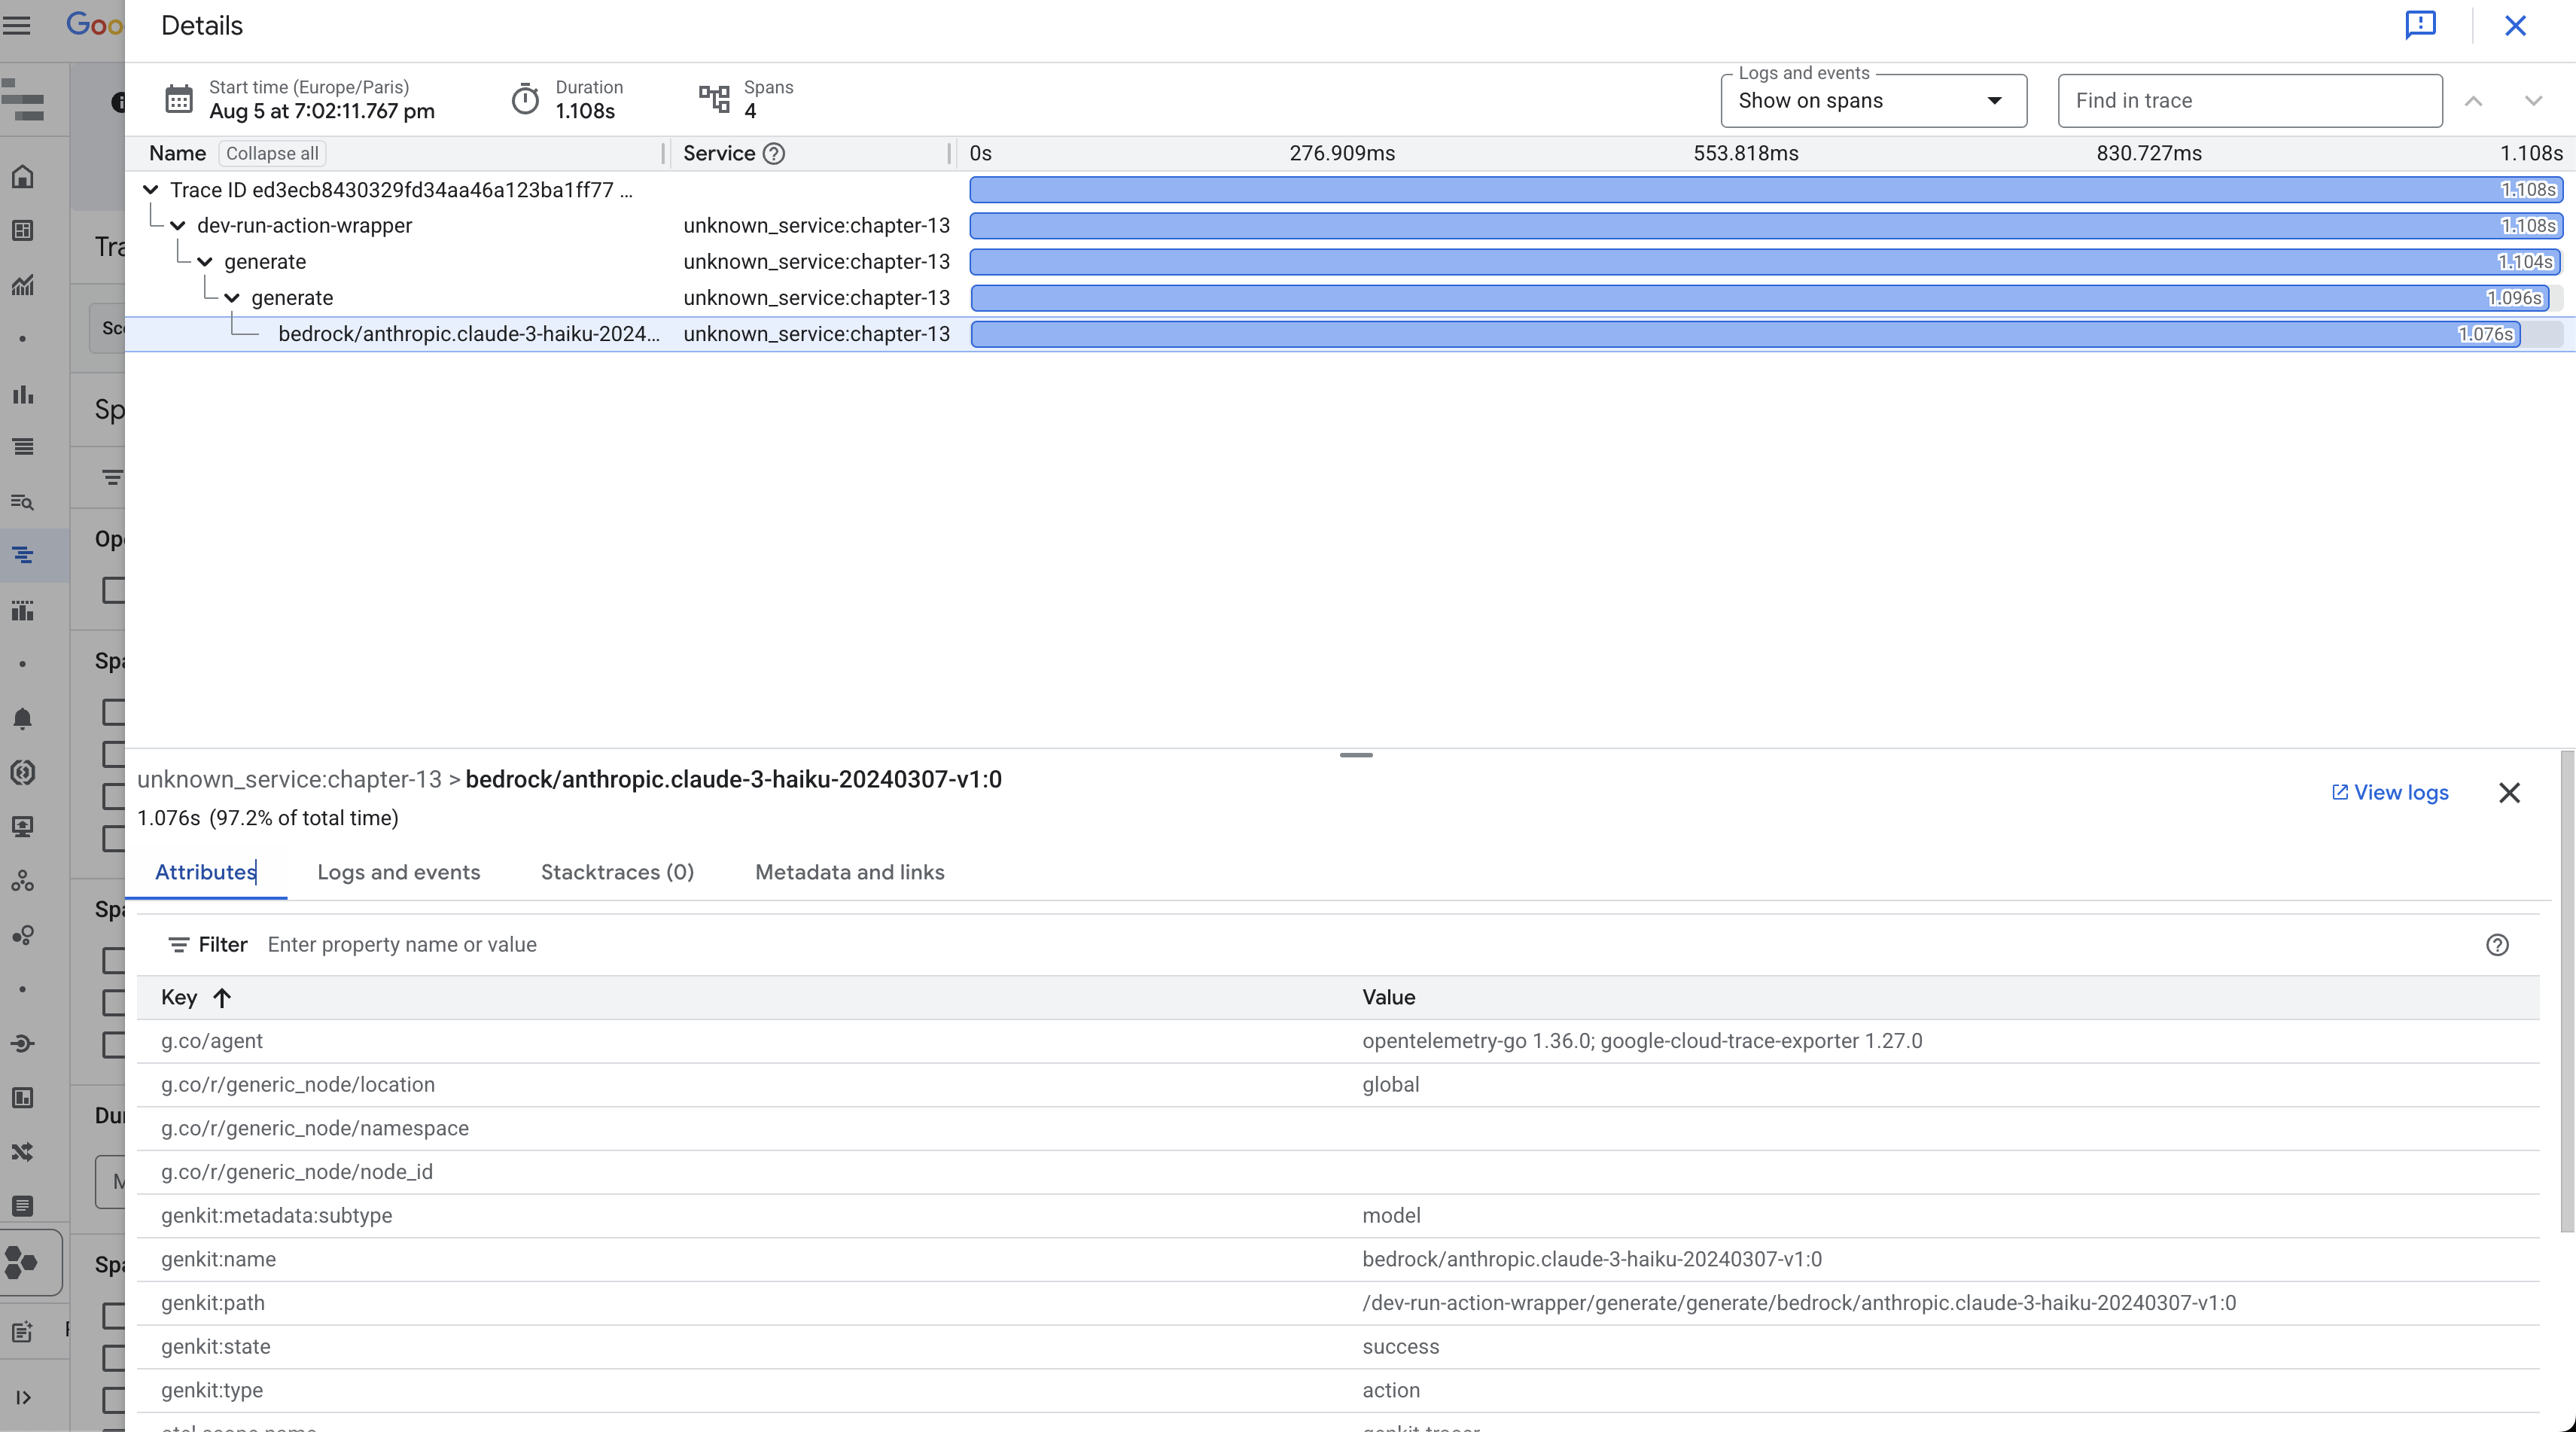 Goo
Details
Start time (Europe/Paris)
Aug 5 at 7:02:11.767 pm
Duration
1.108s
Spans
4
Logs and events
Show on spans
Find in trace
Name Collapse all Service 0s 276.909ms 553.818ms 830.727ms 1.108s
Trace ID ed3ecb8430329fd34aa46a123ba1ff77 ... 1.108s
dev-run-action-wrapper unknown_service:chapter-13 1.108s
generate unknown_service:chapter-13 1.104s
generate unknown_service:chapter-13 1.096s
bedrock/anthropic.claude-3-haiku-2024... unknown_service:chapter-13 1.076s
Tra
Sco
Sp
Ope
Spa
Spa
Dur
M
Spa
unknown_service:chapter-13 > bedrock/anthropic.claude-3-haiku-20240307-v1:0
1.076s (97.2% of total time)
View logs
Attributes Logs and events Stacktraces (0) Metadata and links
Filter Enter property name or value
Key Value
g.co/agent opentelemetry-go 1.36.0; google-cloud-trace-exporter 1.27.0
g.co/r/generic_node/location global
g.co/r/generic_node/namespace
g.co/r/generic_node/node_id
genkit:metadata:subtype model
genkit:name bedrock/anthropic.claude-3-haiku-20240307-v1:0
genkit:path /dev-run-action-wrapper/generate/generate/bedrock/anthropic.claude-3-haiku-20240307-v1:0
genkit:state success
genkit:type action
otel.scope.name genkit-tracer